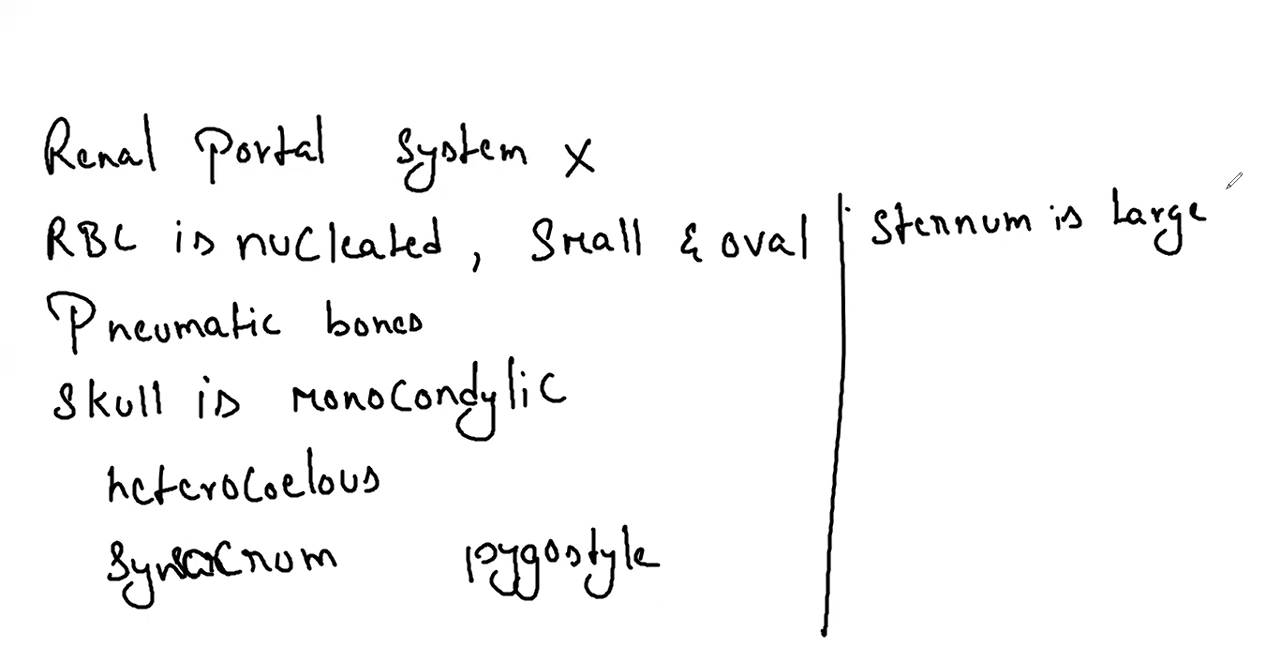 Renal Portal System X
RBC is nucleated, Small & oval
Pneumatic bones
Skull is monocondylic
heterocoelous
Synsacrum pygostyle
Sternum is Large